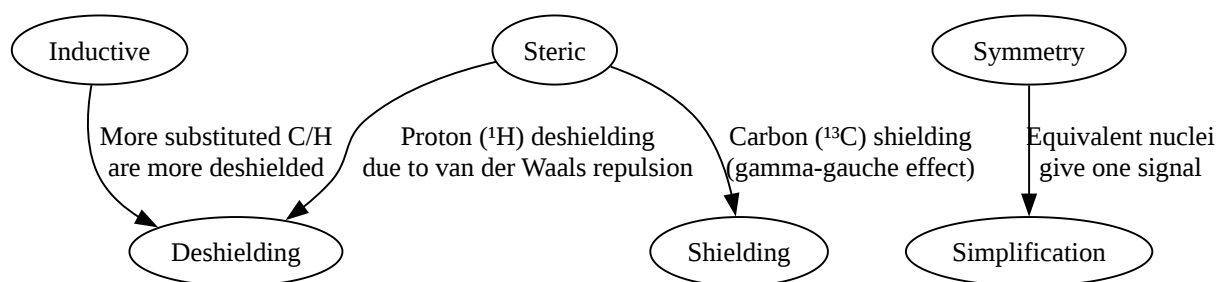 Inductive
Steric
Symmetry
More substituted C/H
are more deshielded
Proton (¹H) deshielding
due to van der Waals repulsion
Carbon (¹³C) shielding
(gamma-gauche effect)
Equivalent nuclei
give one signal
Deshielding
Shielding
Simplification